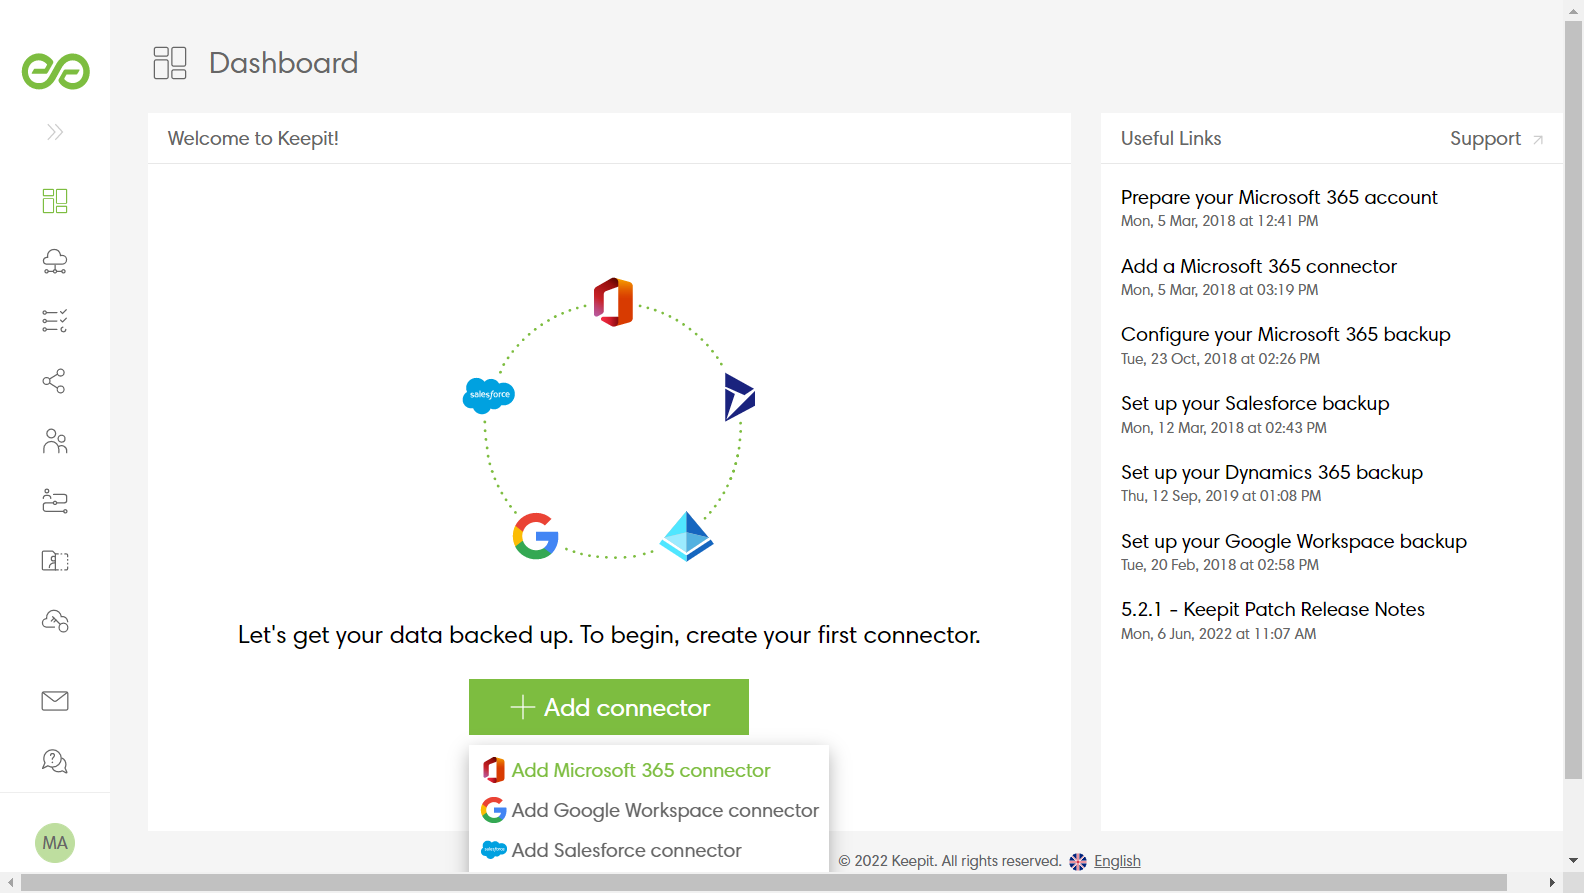 Dashboard
Welcome to Keepit!
salesforce
Let's get your data backed up. To begin, create your first connector.
Add connector
Add Microsoft 365 connector
Add Google Workspace connector
salesforce
Add Salesforce connector
Useful Links
Support
Prepare your Microsoft 365 account
Mon, 5 Mar, 2018 at 12:41 PM
Add a Microsoft 365 connector
Mon, 5 Mar, 2018 at 03:19 PM
Configure your Microsoft 365 backup
Tue, 23 Oct, 2018 at 02:26 PM
Set up your Salesforce backup
Mon, 12 Mar, 2018 at 02:43 PM
Set up your Dynamics 365 backup
Thu, 12 Sep, 2019 at 01:08 PM
Set up your Google Workspace backup
Tue, 20 Feb, 2018 at 02:58 PM
5.2.1 - Keepit Patch Release Notes
Mon, 6 Jun, 2022 at 11:07 AM
MA
© 2022 Keepit. All rights reserved.
English